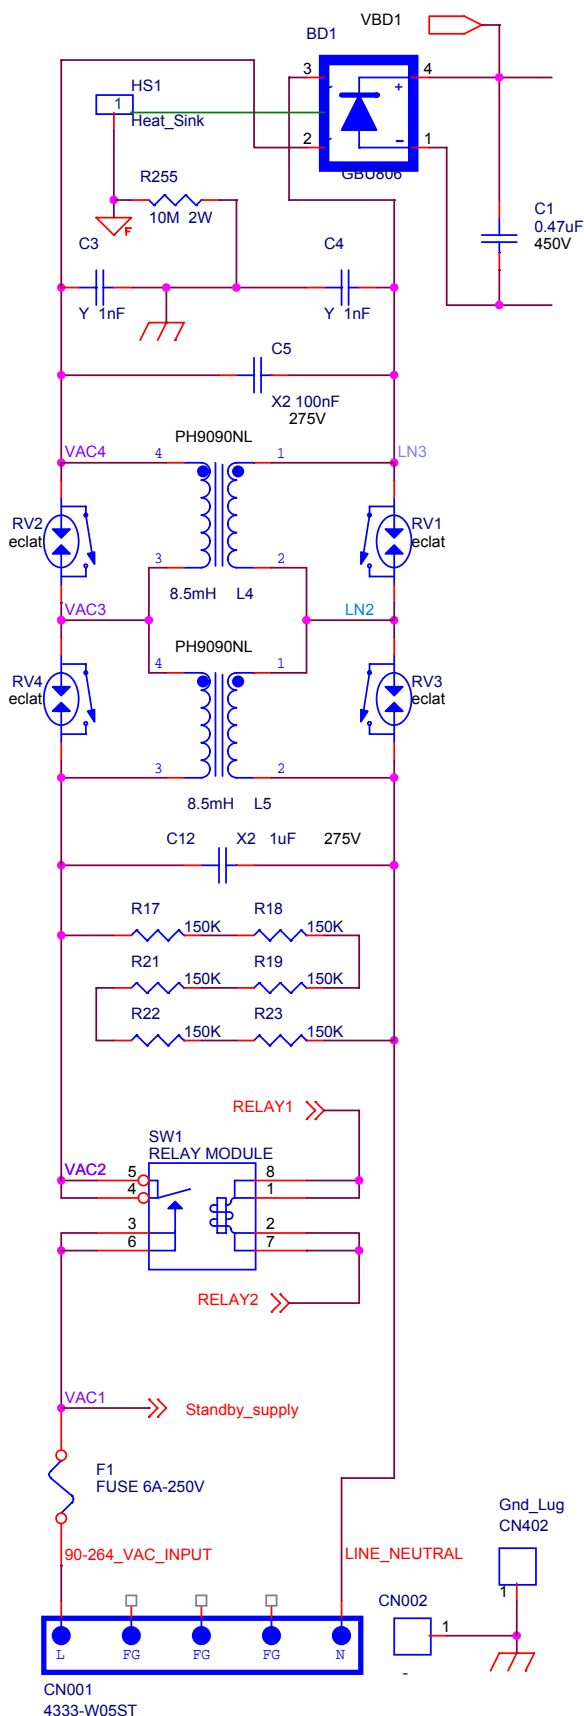 VBD1
BD1
3
4
+
HS1
1
Heat_Sink
2
-
1
GBU806
R255
10M 2W
F
C1
0.47uF
450V
C3
C4
Y 1nF
Y 1nF
C5
X2 100nF
275V
PH9090NL
VAC4
4
1
LN3
RV2
eclat
RV1
eclat
3
2
8.5mH L4
VAC3
LN2
PH9090NL
4
1
RV4
eclat
RV3
eclat
3
2
8.5mH L5
C12 X2 1uF 275V
R17
150K
R18
150K
R21
150K
R19
150K
R22
150K
R23
150K
RELAY1
SW1
RELAY MODULE
VAC2
5
8
4
1
3
2
6
7
RELAY2
VAC1
Standby_supply
F1
FUSE 6A-250V
Gnd_Lug
CN402
90-264_VAC_INPUT
LINE_NEUTRAL
1
CN002
1
L
FG
FG
FG
N
-
CN001
4333-W05ST